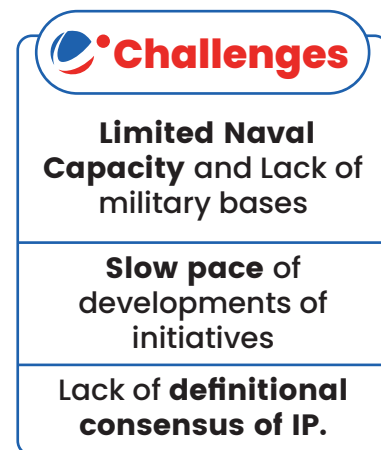 Challenges
Limited Naval
Capacity and Lack of
military bases
Slow pace of
developments of
initiatives
Lack of definitional
consensus of IP.